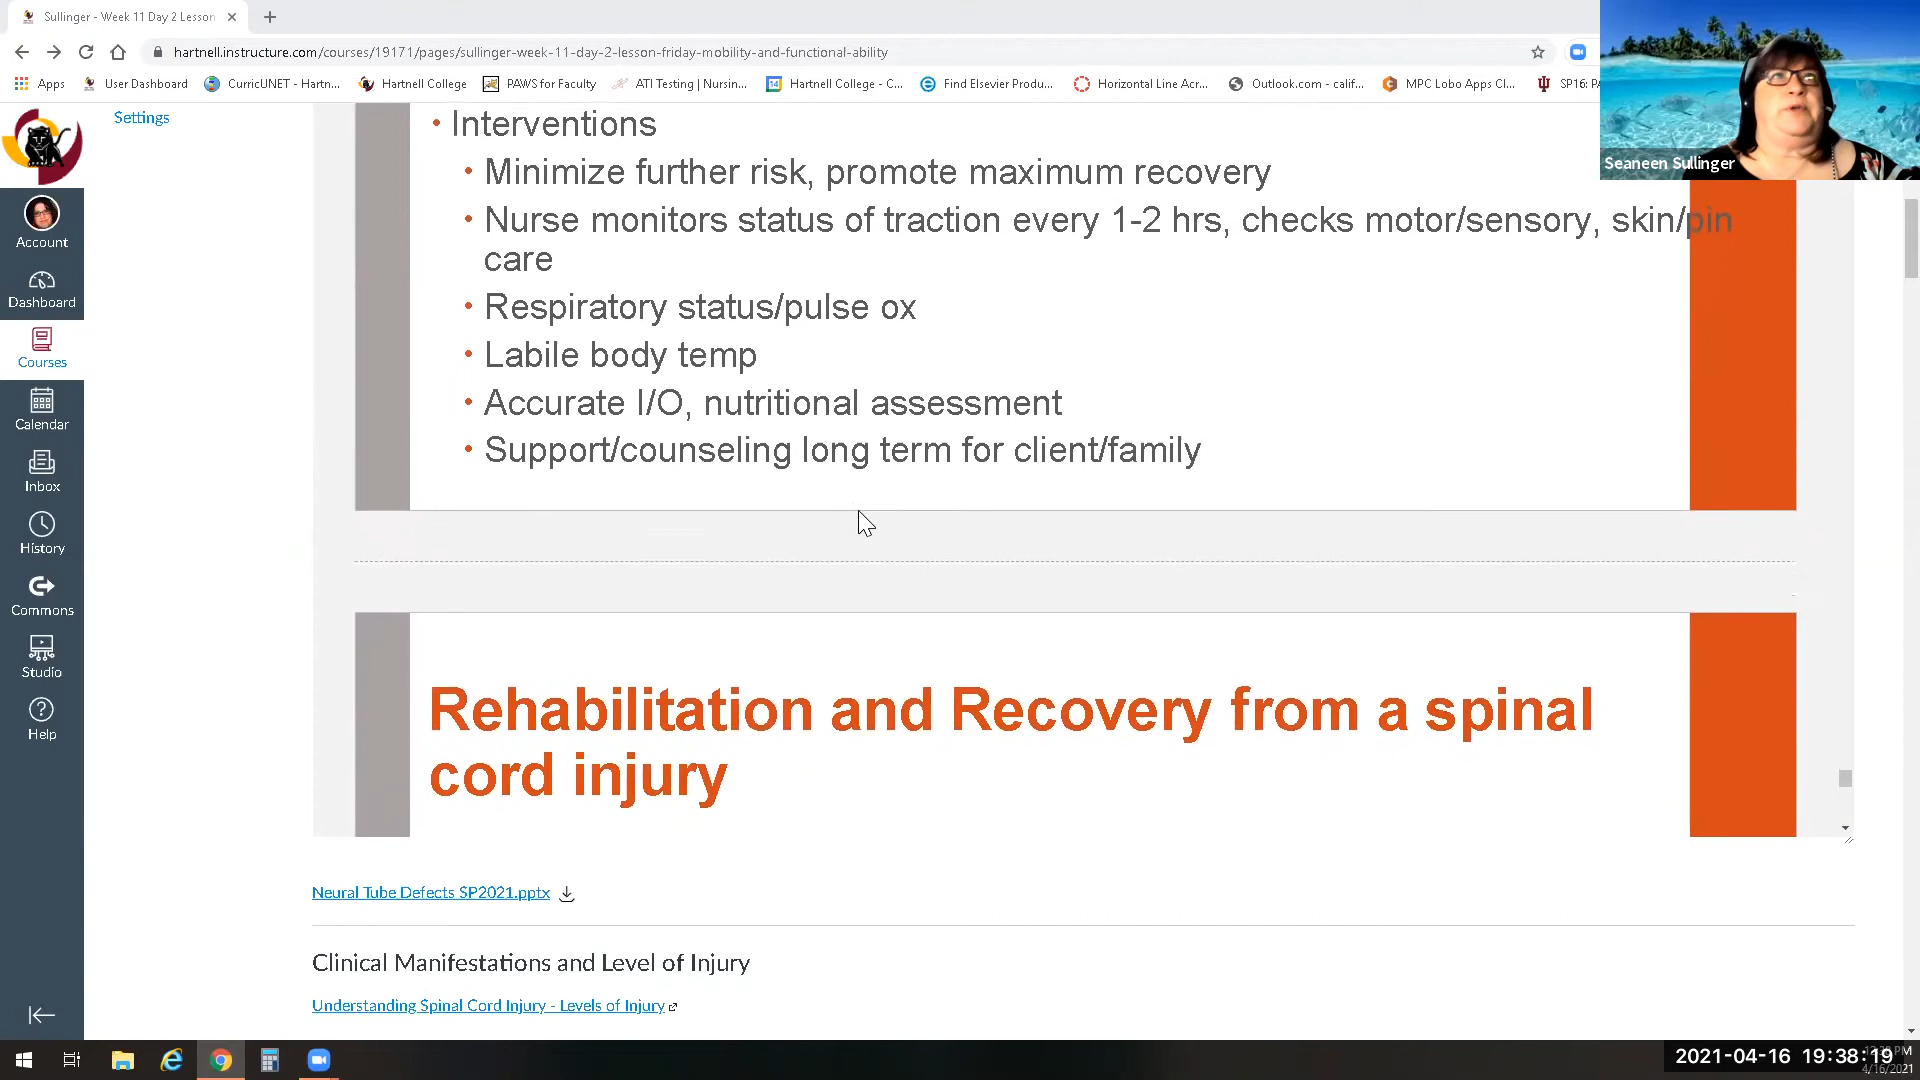 Sullinger - Week 11 Day 2 Lesson
hartnell.instructure.com/courses/19171/pages/sullinger-week-11-day-2-lesson-friday-mobility-and-functional-ability
Apps User Dashboard CurricUNET - Hartn... Hartnell College PAWS for Faculty ATI Testing | Nursin... Hartnell College - C... Find Elsevier Produ... Horizontal Line Acr... Outlook.com - calif... MPC Lobo Apps Cl... SP16:
Seaneen Sullinger
Settings
Account
Dashboard
Courses
Calendar
Inbox
History
Commons
Studio
Help
• Interventions
• Minimize further risk, promote maximum recovery
• Nurse monitors status of traction every 1-2 hrs, checks motor/sensory, skin/pin
care
• Respiratory status/pulse ox
• Labile body temp
• Accurate I/O, nutritional assessment
• Support/counseling long term for client/family
Rehabilitation and Recovery from a spinal
cord injury
Neural Tube Defects SP2021.pptx
Clinical Manifestations and Level of Injury
Understanding Spinal Cord Injury - Levels of Injury
2021-04-16 19:38:19
4/16/2021